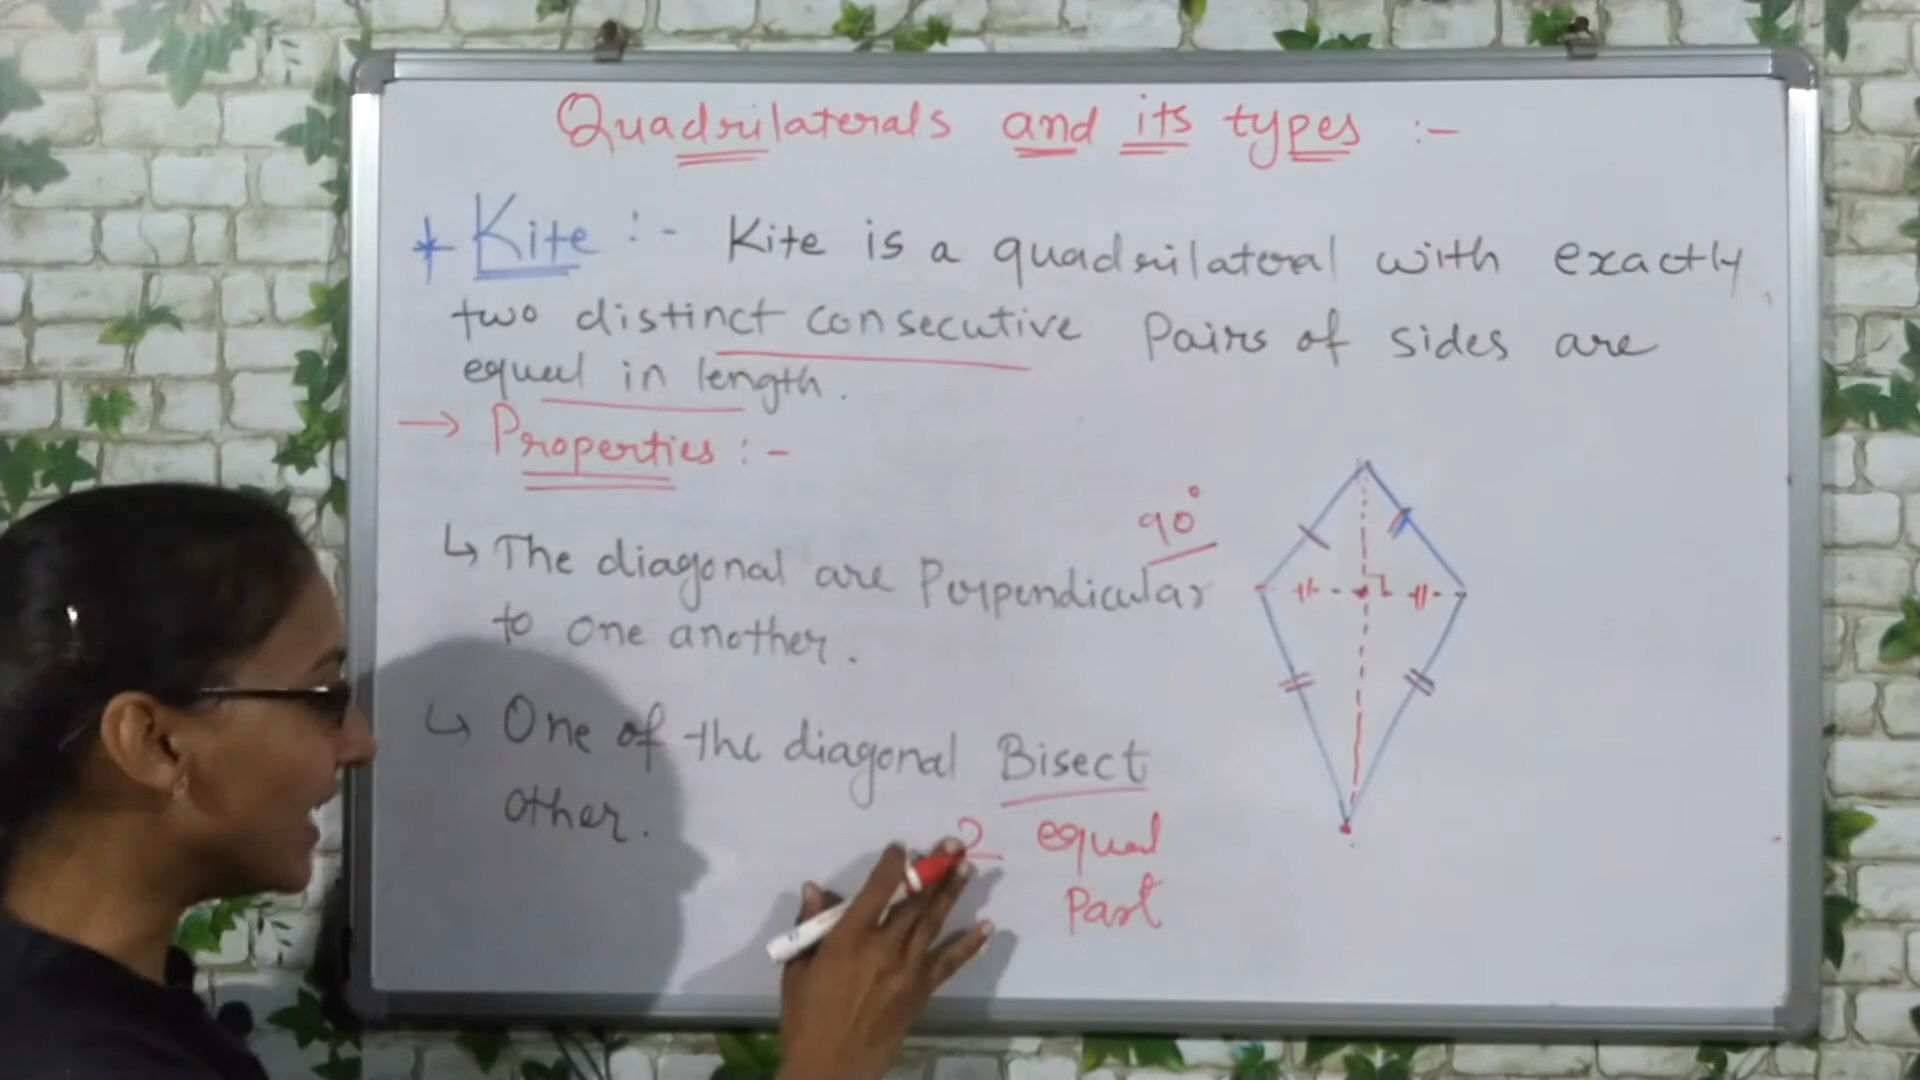 Quadrilaterals and its types :-
* Kite :- Kite is a quadrilateral with exactly
two distinct consecutive Pairs of sides are
equal in length.
→ Properties :-
90°
↳ The diagonal are Perpendicular
to one another.
↳ One of the diagonal Bisect
other.
2 equal
Part